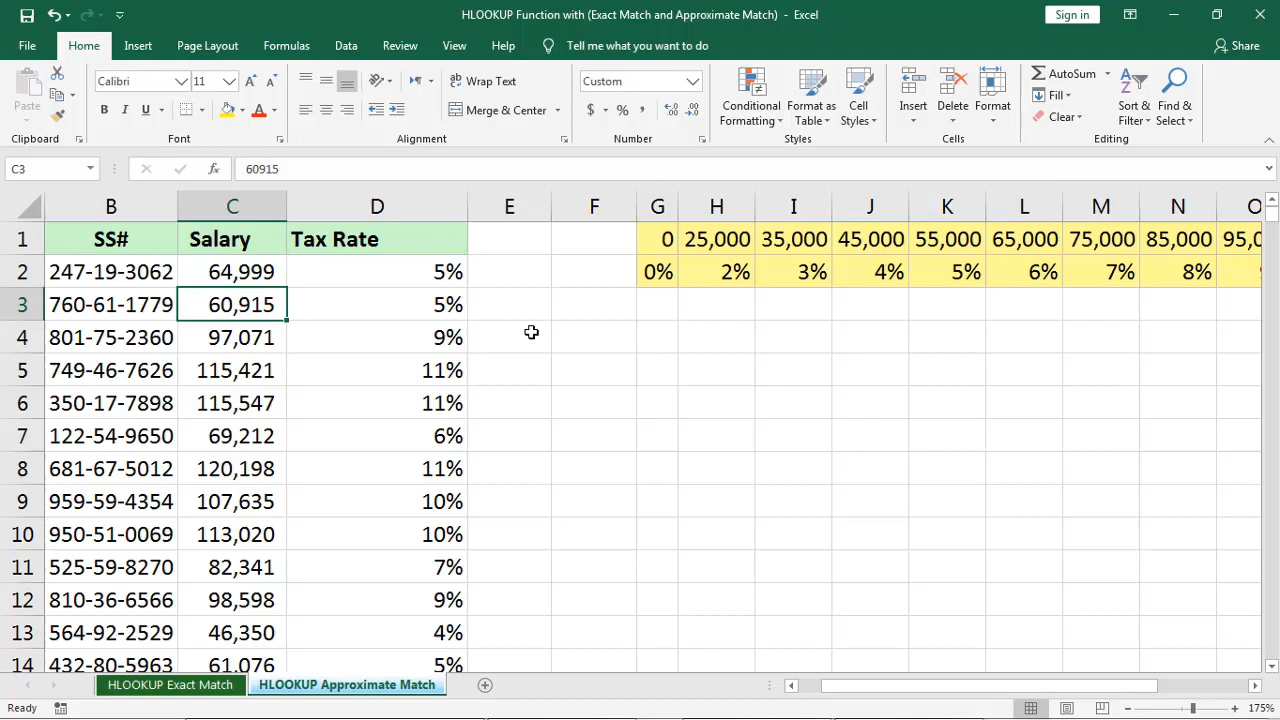 HLOOKUP Function with (Exact Match and Approximate Match) - Excel
Sign in
File Home Insert Page Layout Formulas Data Review View Help Tell me what you want to do Share
Paste
Calibri 11 A A
B I U A
Wrap Text
Merge & Center
Custom
$ % ,
Conditional Formatting
Format as Table
Cell Styles
Insert
Delete
Format
AutoSum
Fill
Clear
Sort & Filter
Find & Select
Clipboard Font Alignment Number Styles Cells Editing
C3 fx 60915
B C D E F G H I J K L M N O
1 SS# Salary Tax Rate 0 25,000 35,000 45,000 55,000 65,000 75,000 85,000 95,0
2 247-19-3062 64,999 5% 0% 2% 3% 4% 5% 6% 7% 8%
3 760-61-1779 60,915 5%
4 801-75-2360 97,071 9%
5 749-46-7626 115,421 11%
6 350-17-7898 115,547 11%
7 122-54-9650 69,212 6%
8 681-67-5012 120,198 11%
9 959-59-4354 107,635 10%
10 950-51-0069 113,020 10%
11 525-59-8270 82,341 7%
12 810-36-6566 98,598 9%
13 564-92-2529 46,350 4%
14 432-80-5963 61,076 5%
HLOOKUP Exact Match HLOOKUP Approximate Match
Ready 175%